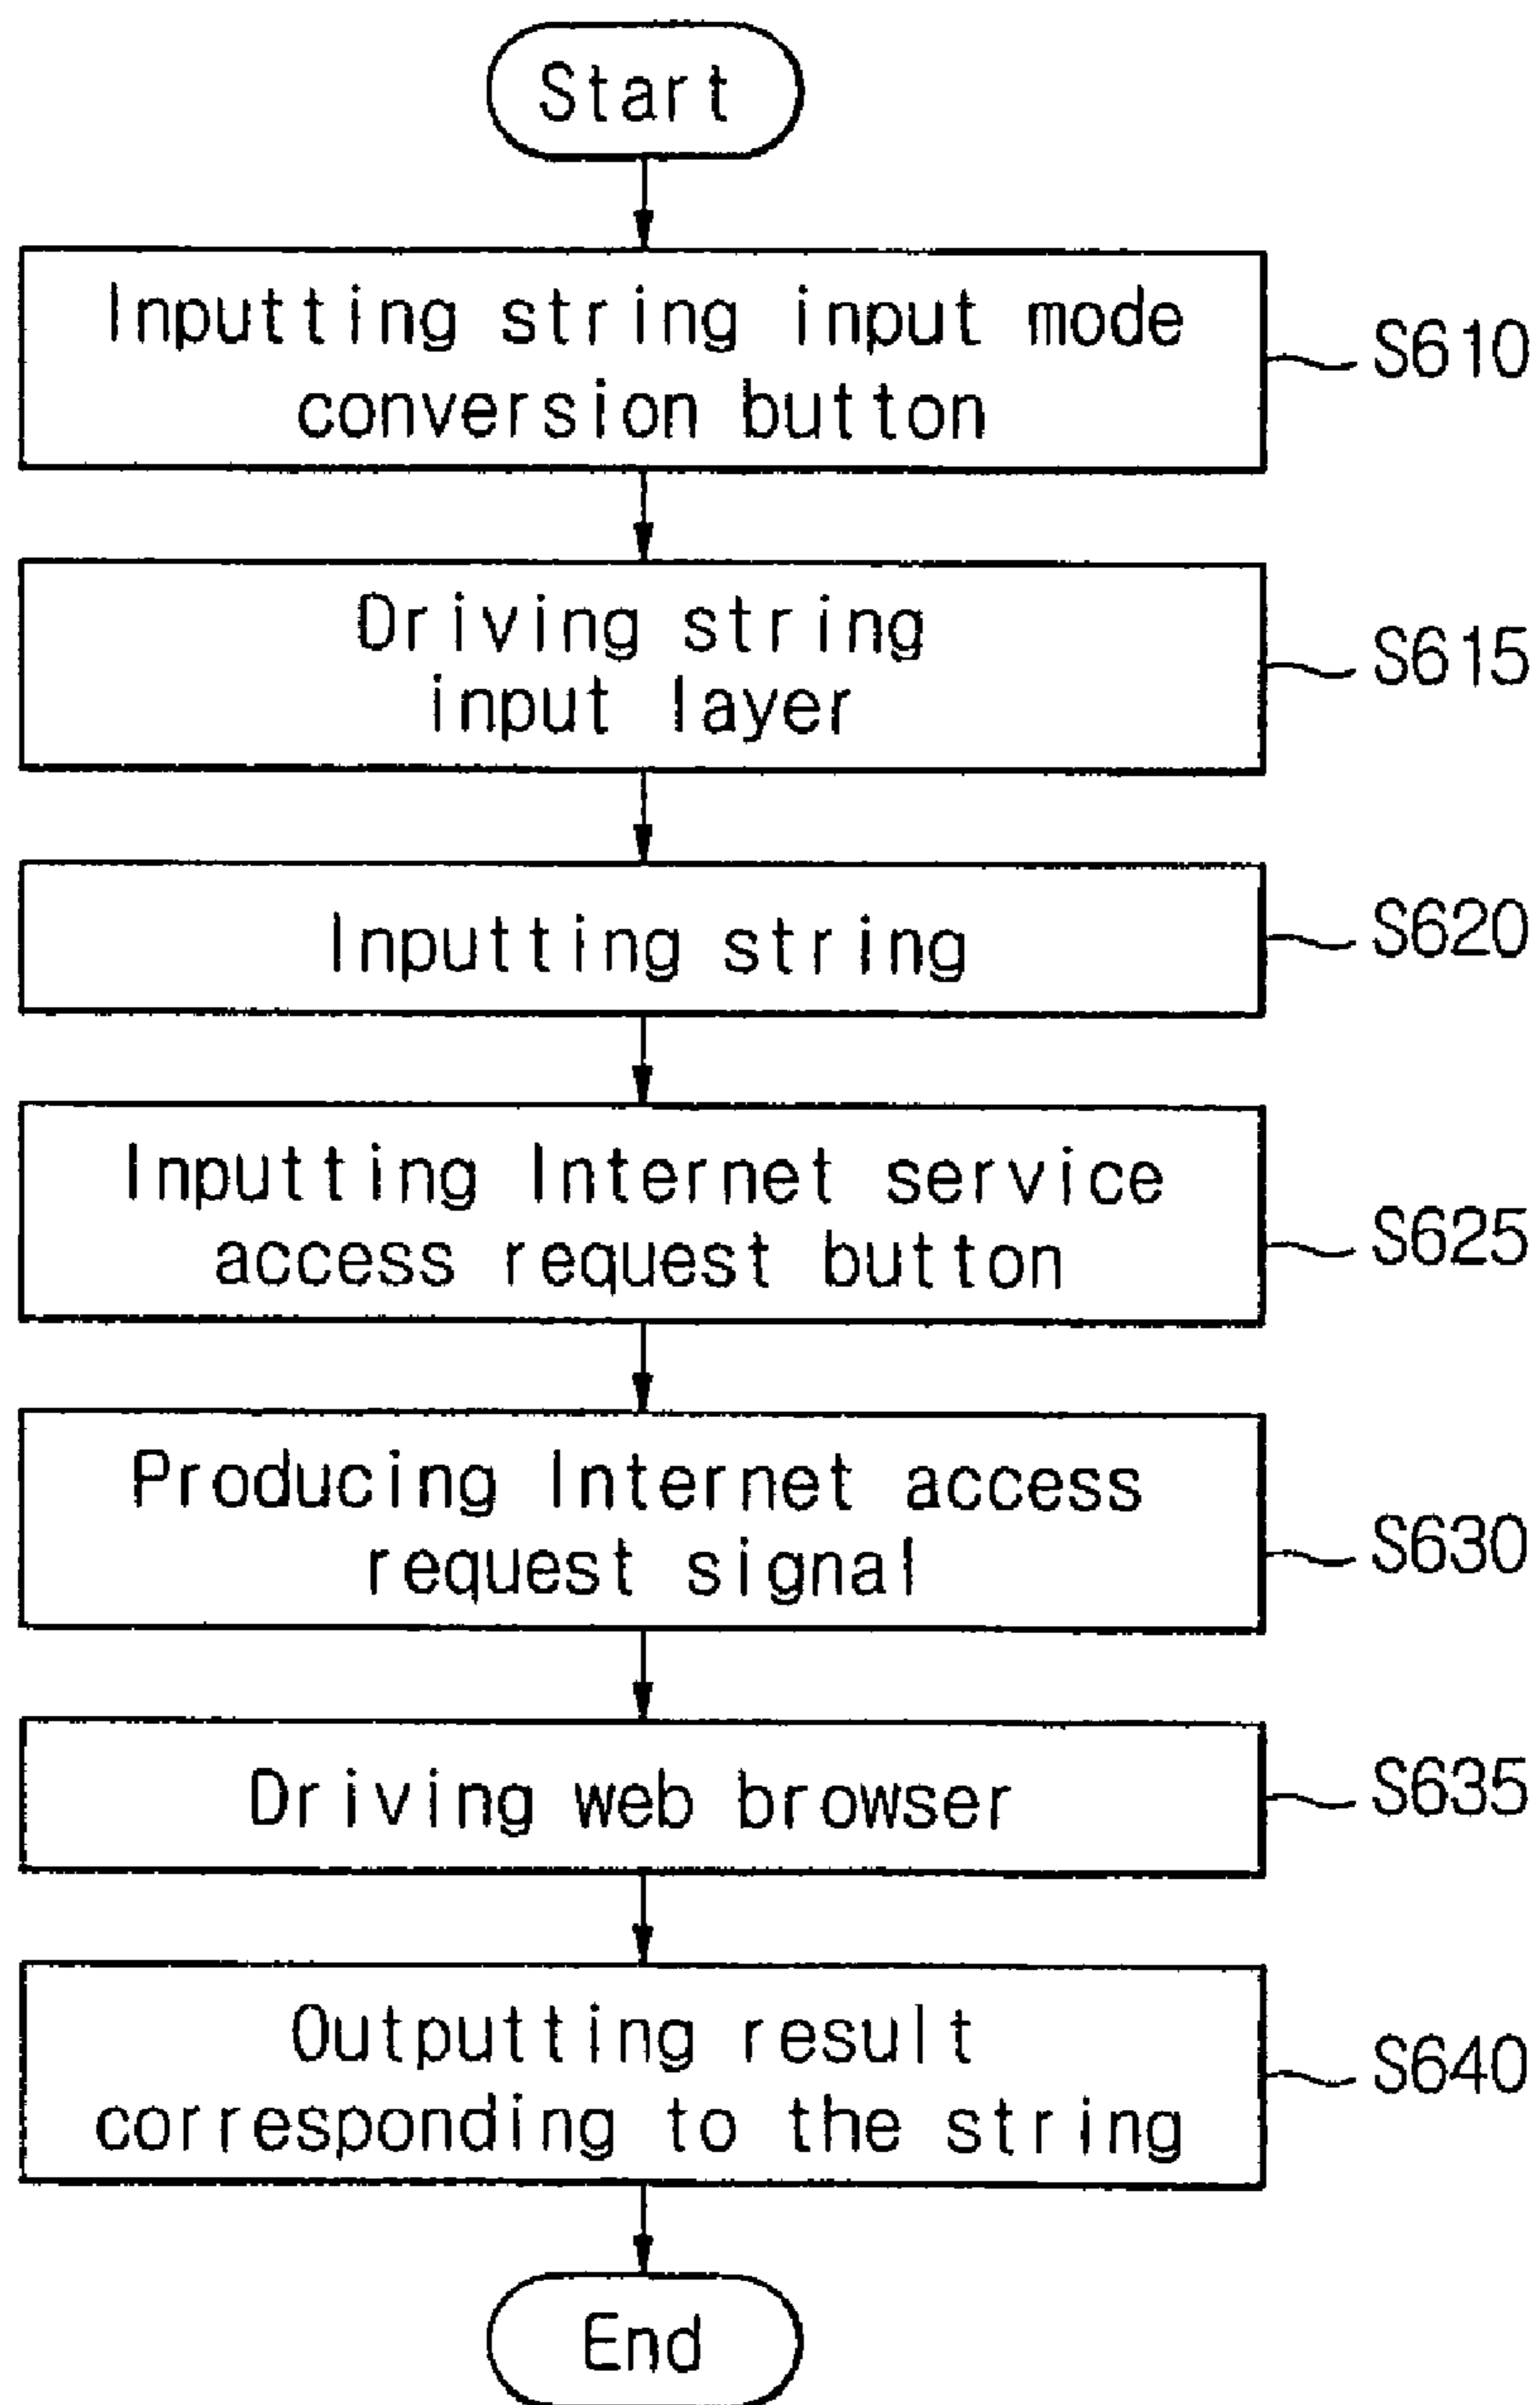 Start
Inputting string input mode
conversion button
S610
Driving string
input layer
S615
Inputting string
S620
Inputting Internet service
access request button
S625
Producing Internet access
request signal
S630
Driving web browser
S635
Outputting result
corresponding to the string
S640
End